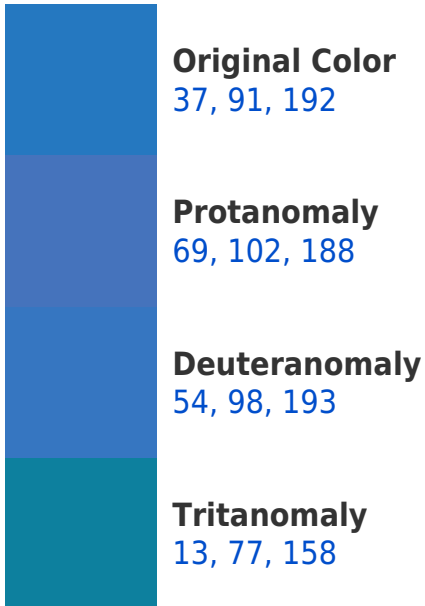 Original Color
37, 91, 192
Protanomaly
69, 102, 188
Deuteranomaly
54, 98, 193
Tritanomaly
13, 77, 158